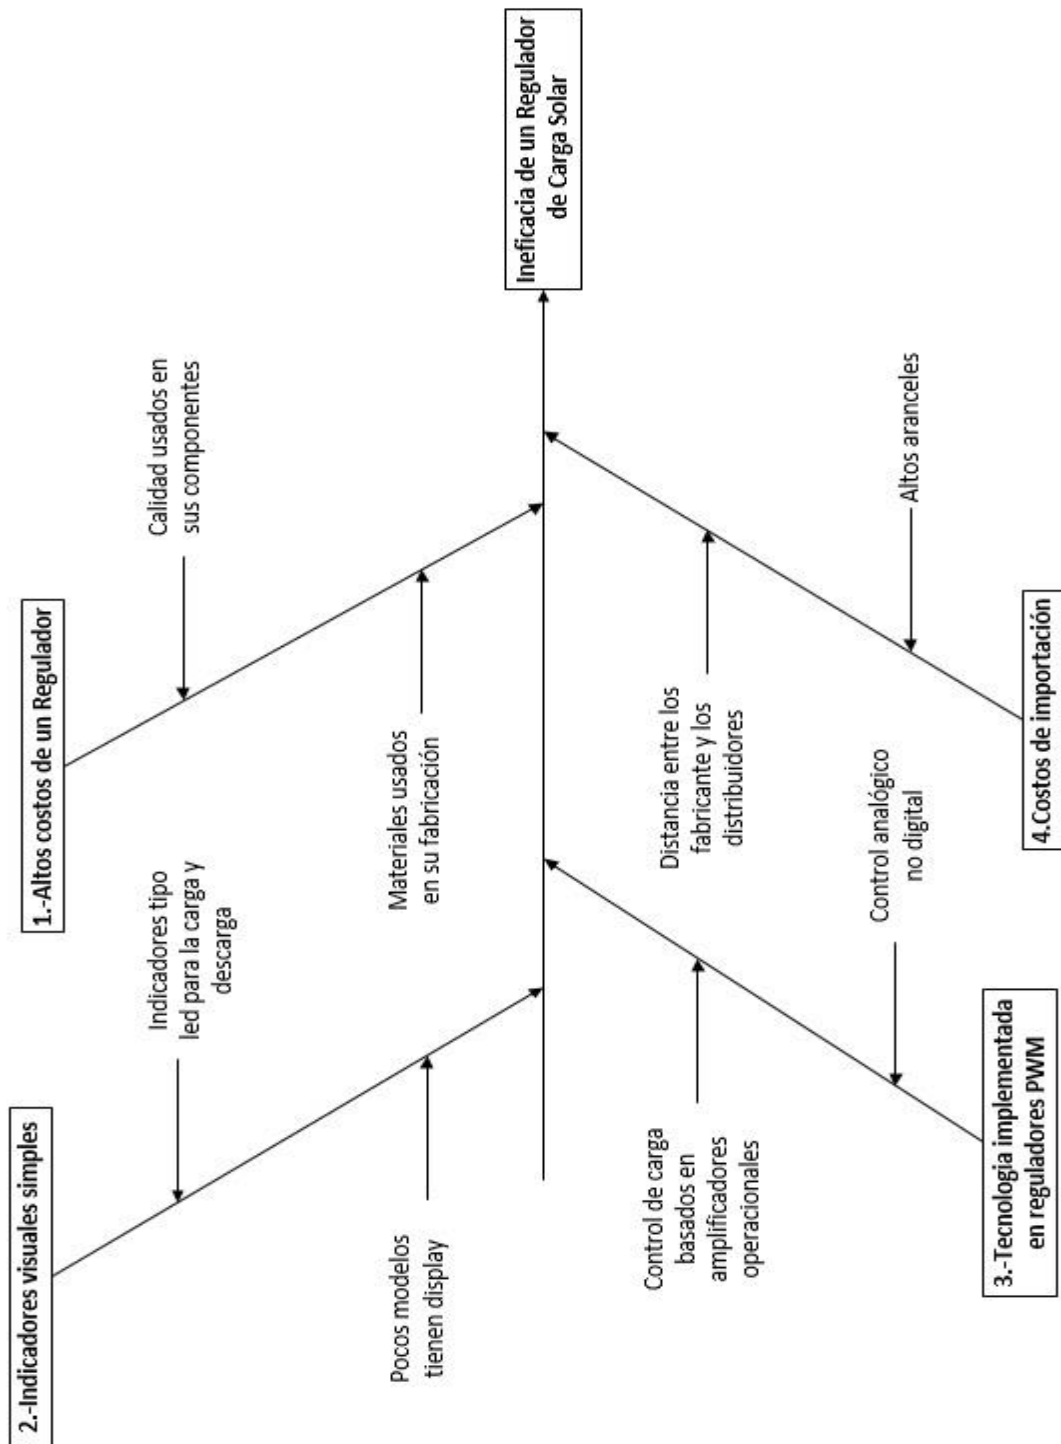 2.-Indicadores visuales simples
1.-Altos costos de un Regulador
Indicadores tipo
led para la carga y
descarga
Calidad usados en
sus componentes
Pocos modelos
tienen display
Materiales usados
en su fabricación
Ineficacia de un Regulador
de Carga Solar
Control de carga
basados en
amplificadores
operacionales
Distancia entre los
fabricante y los
distribuidores
Control analógico
no digital
Altos aranceles
3.-Tecnologia implementada
en reguladores PWM
4.Costos de importación